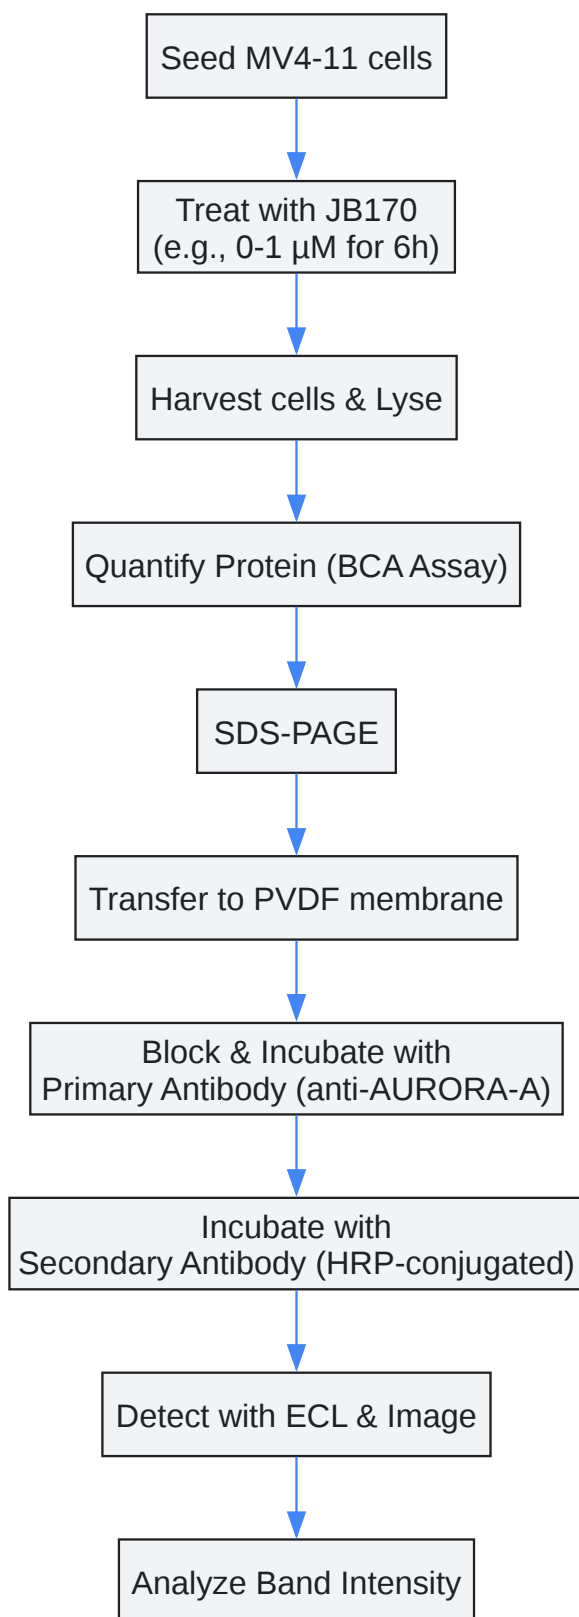 Seed MV4-11 cells
Treat with JB170
(e.g., 0-1 µM for 6h)
Harvest cells & Lyse
Quantify Protein (BCA Assay)
SDS-PAGE
Transfer to PVDF membrane
Block & Incubate with
Primary Antibody (anti-AURORA-A)
Incubate with
Secondary Antibody (HRP-conjugated)
Detect with ECL & Image
Analyze Band Intensity